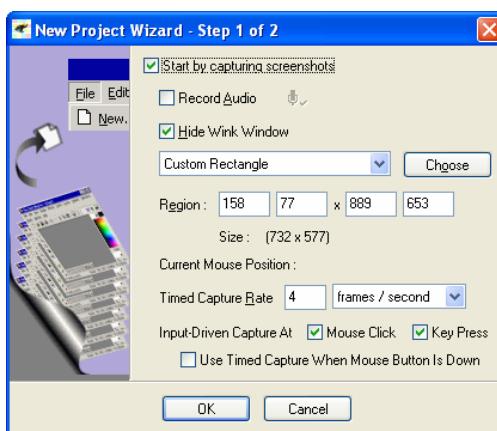 New Project Wizard - Step 1 of 2
File Edit
New.
Start by capturing screenshots
Record Audio
Hide Wink Window
Custom Rectangle Choose
Region : 158 77 x 889 653
Size : (732 x 577)
Current Mouse Position :
Timed Capture Rate 4 frames / second
Input-Driven Capture At Mouse Click Key Press
Use Timed Capture When Mouse Button Is Down
OK Cancel